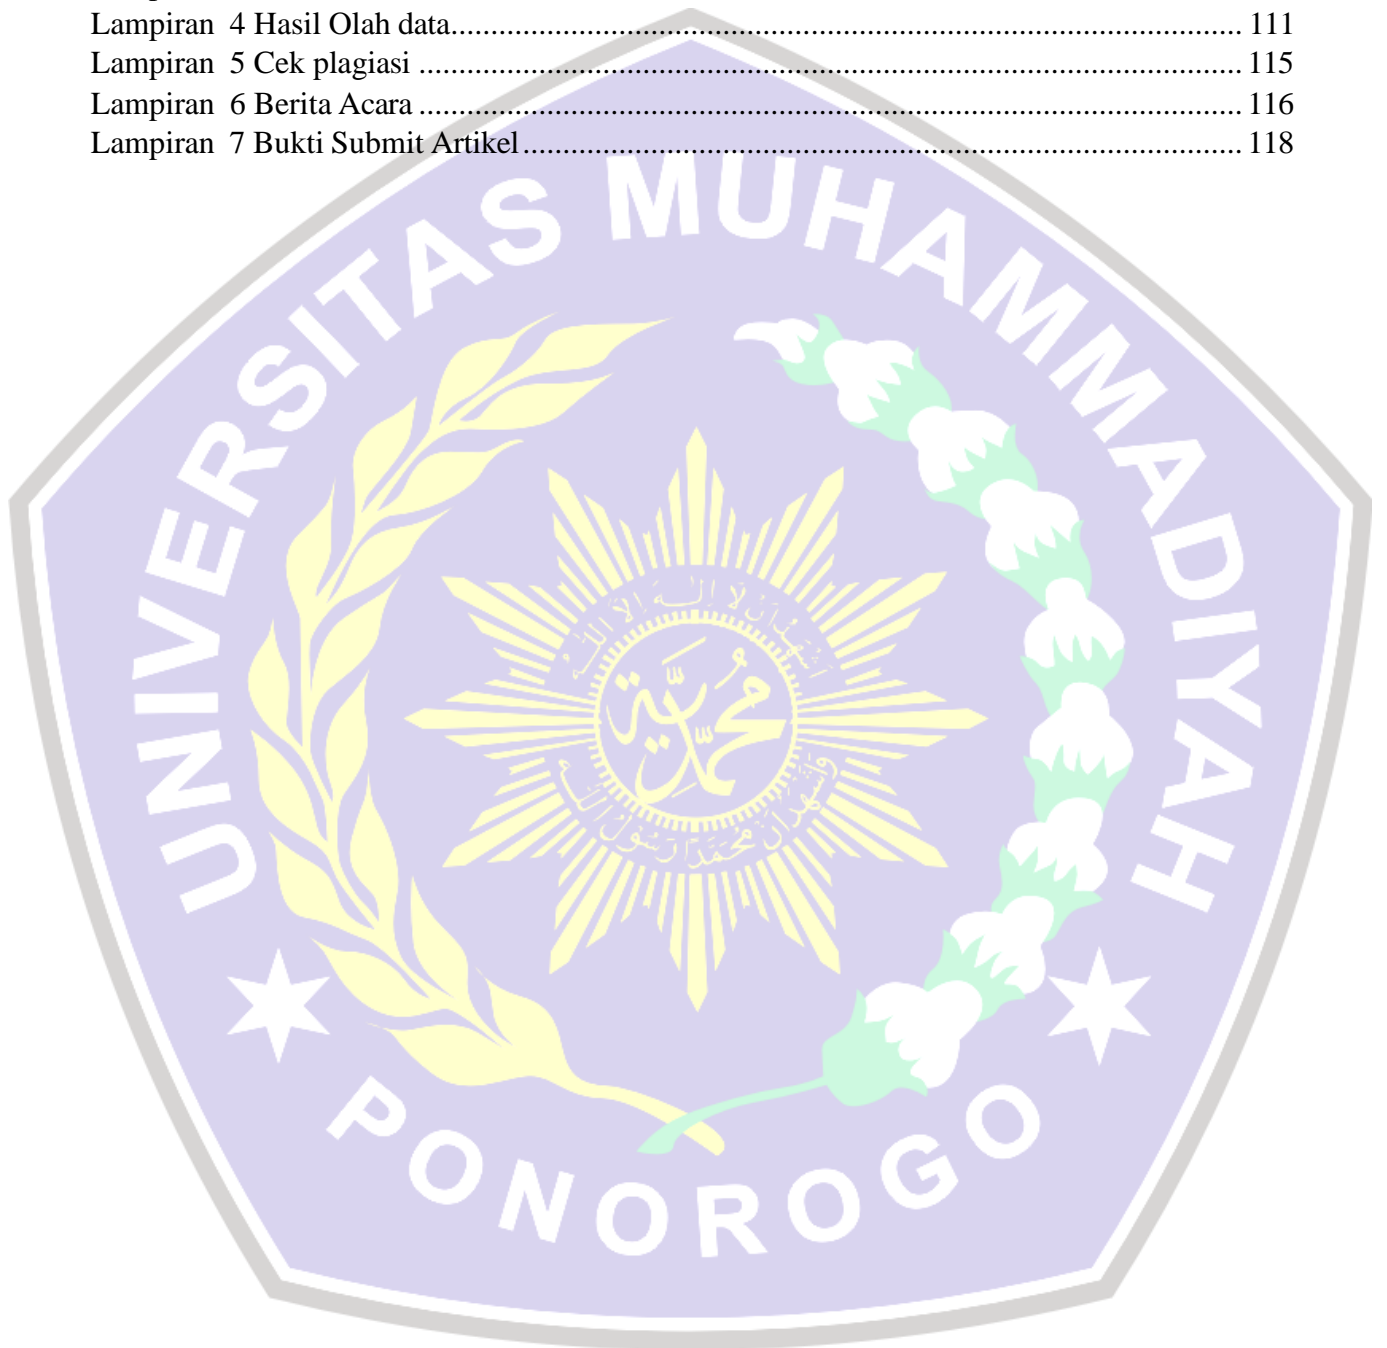 Lampiran 4 Hasil Olah data.................................................................................................... 111
Lampiran 5 Cek plagiasi ........................................................................................................ 115
Lampiran 6 Berita Acara ........................................................................................................ 116
Lampiran 7 Bukti Submit Artikel ........................................................................................... 118
UNIVERSITAS MUHAMMADIYAH
محمدية
PONOROGO